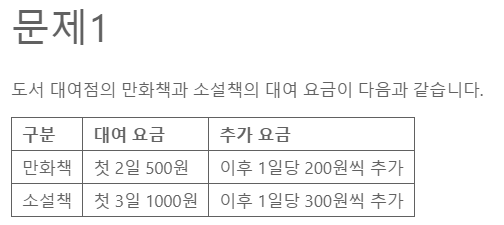 문제1
도서 대여점의 만화책과 소설책의 대여 요금이 다음과 같습니다.
구분 대여 요금 추가 요금
만화책 첫 2일 500원 이후 1일당 200원씩 추가
소설책 첫 3일 1000원 이후 1일당 300원씩 추가